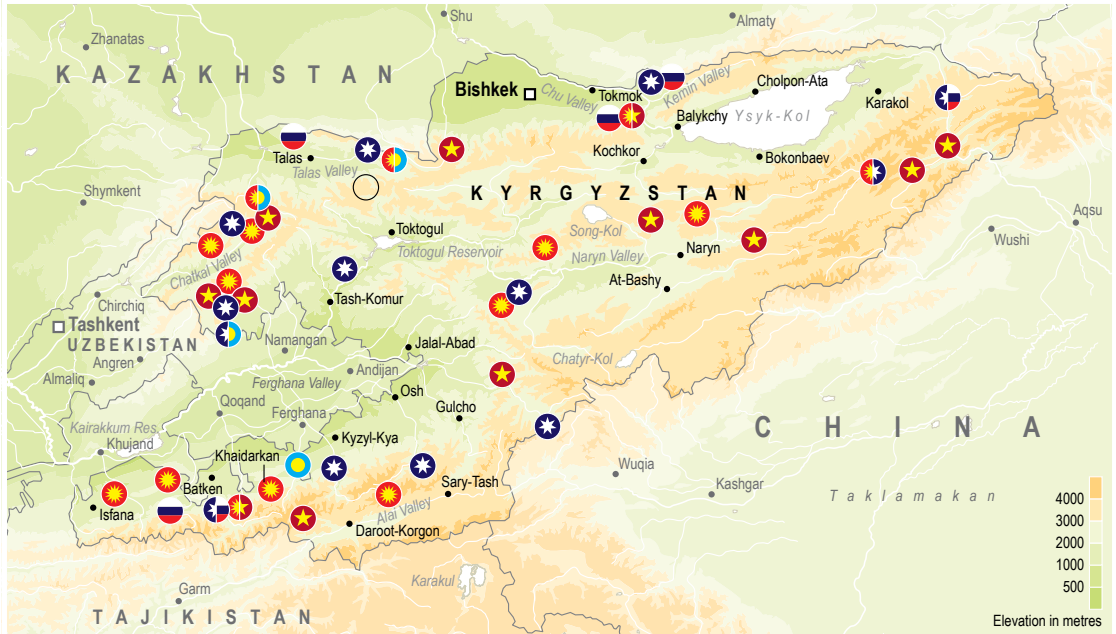 Shu
Almaty
Zhanatas
KAZAKHSTAN
Bishkek
Chu Valley
Tokmok
Kemin Valley
Cholpon-Ata
Karakol
Ysyk-Kol
Balykchy
Talas
Talas Valley
Kochkor
Bokonbaev
Shymkent
KYRGYZSTAN
Aqsu
Song-Kol
Toktogul
Toktogul Reservoir
Naryn Valley
Naryn
Wushi
Chatkal Valley
At-Bashy
Chirchiq
Tash-Komur
Tashkent
UZBEKISTAN
Namangan
Jalal-Abad
Chatyr-Kol
Angren
Andijan
Almaliq
Ferghana Valley
Osh
Qoqand
Gulcho
Ferghana
CHINA
Kairakkum Res.
Khujand
Kyzyl-Kya
Khaidarkan
Wuqia
Batken
Sary-Tash
Kashgar
Taklamakan
Isfana
Alai Valley
Daroot-Korgon
Karakul
Garm
TAJIKISTAN
4000
3000
2000
1000
500
Elevation in metres